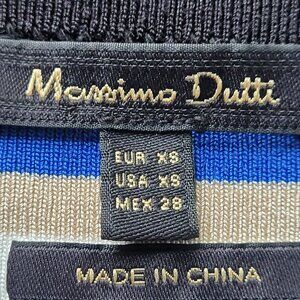 Massimo Dutti
EUR XS
USA XS
MEX 28
MADE IN CHINA